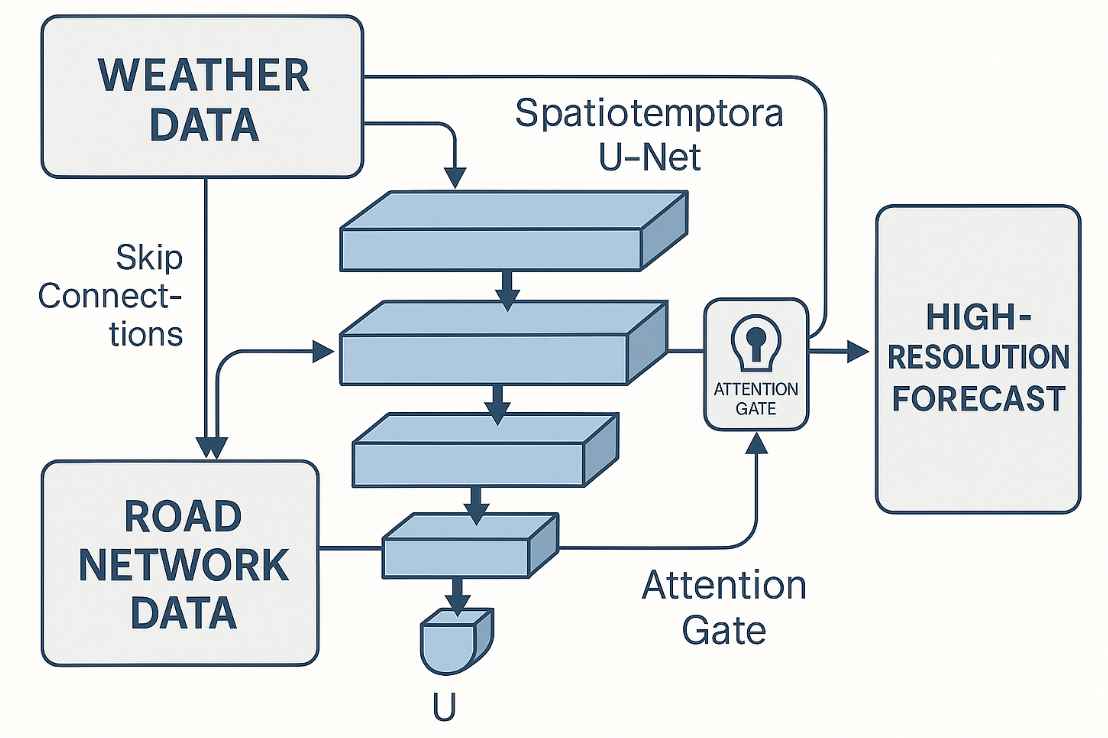 WEATHER
DATA
Spatiotemptora
U-Net
Skip
Connect-
tions
HIGH-
RESOLUTION
FORECAST
ATTENTION
GATE
ROAD
NETWORK
DATA
Attention
Gate
U